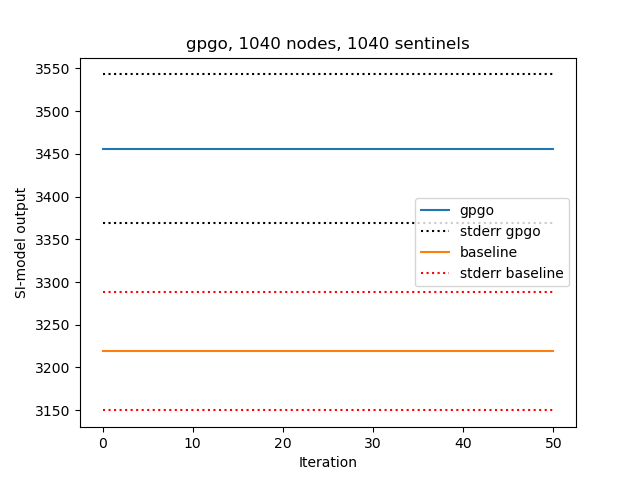 gpgo, 1040 nodes, 1040 sentinels
SI-model output
3550
3500
3450
3400
3350
3300
3250
3200
3150
gpgo
stderr gpgo
baseline
stderr baseline
0 10 20 30 40 50
Iteration